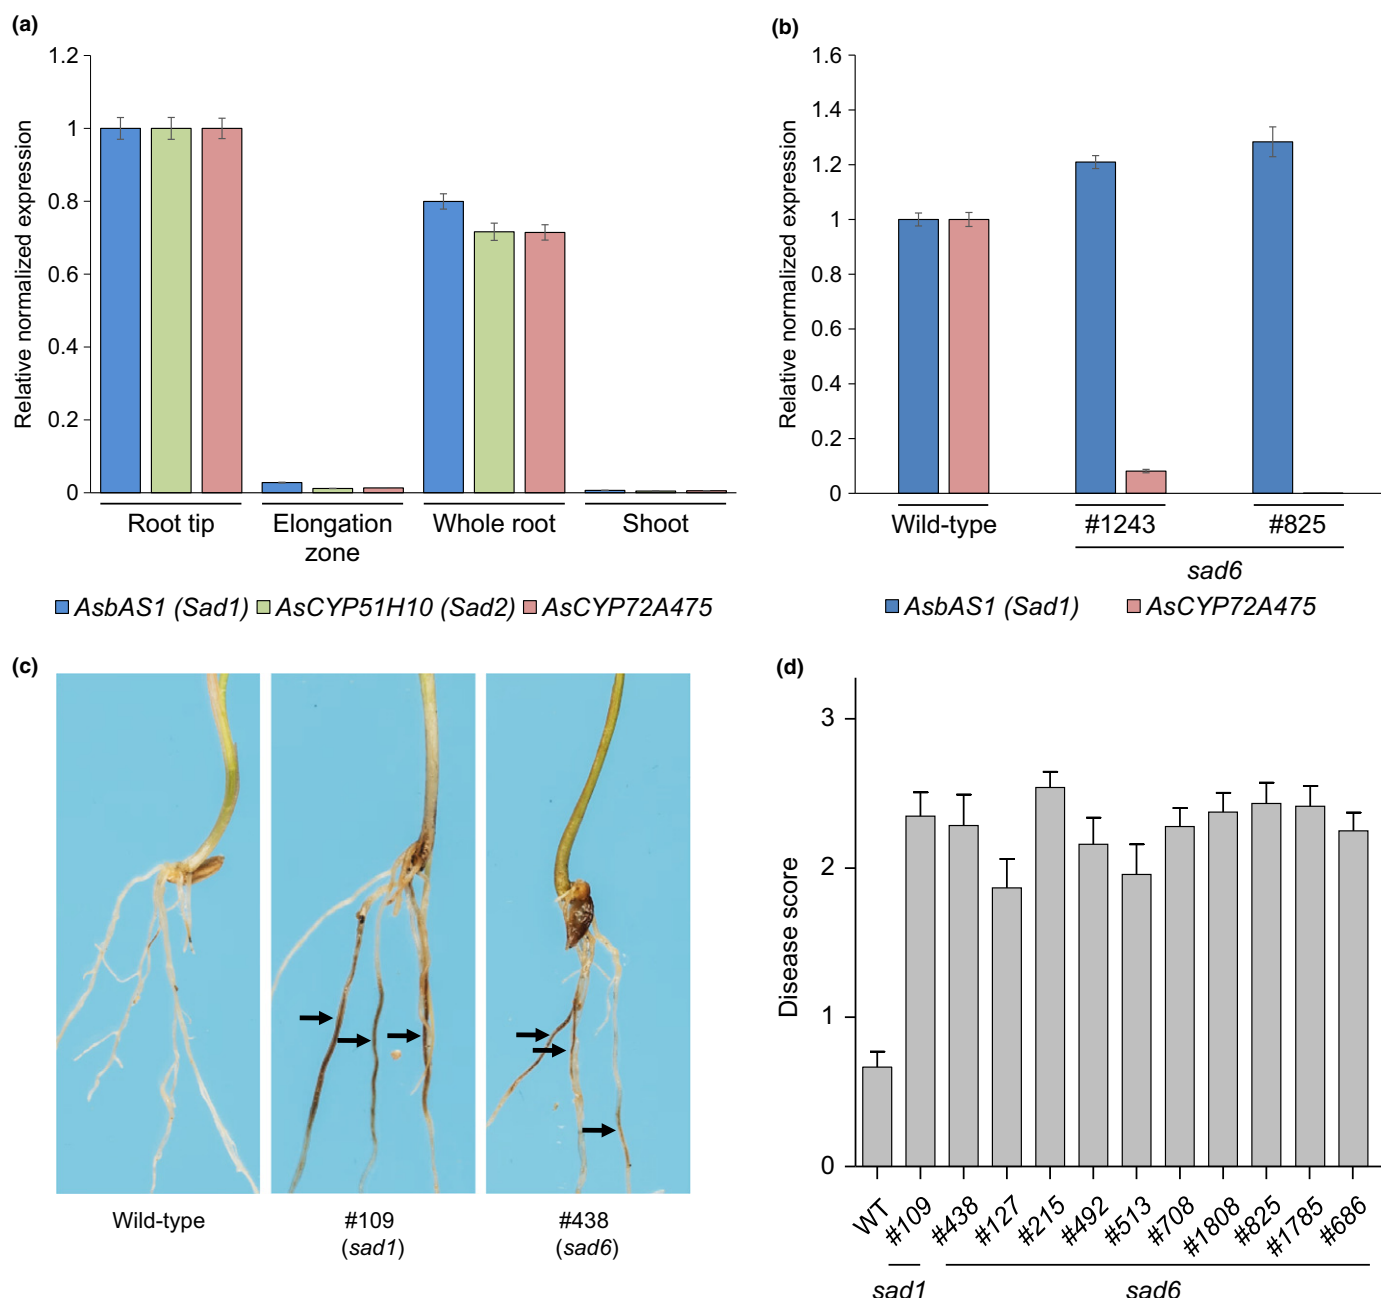 (a)
Relative normalized expression
1.2
1
0.8
0.6
0.4
0.2
0
Root tip
Elongation
zone
Whole root
Shoot
AsbAS1 (Sad1)
AsCYP51H10 (Sad2)
AsCYP72A475
(b)
Relative normalized expression
1.6
1.4
1.2
1
0.8
0.6
0.4
0.2
0
Wild-type
#1243
#825
sad6
AsbAS1 (Sad1)
AsCYP72A475
(c)
Wild-type
#109
(sad1)
#438
(sad6)
(d)
Disease score
3
2
1
0
WT
#109
#438
#127
#215
#492
#513
#708
#1808
#825
#1785
#686
sad1
sad6